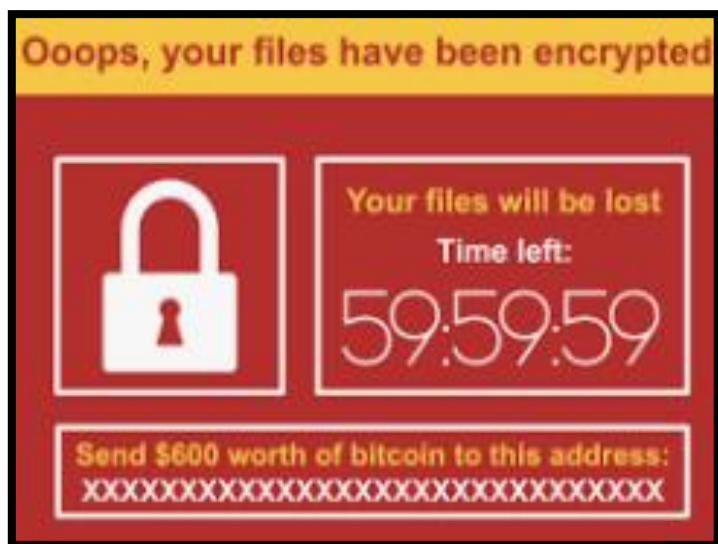 Ooops, your files have been encrypted
Your files will be lost
Time left:
59:59:59
Send $600 worth of bitcoin to this address:
XXXXXXXXXXXXXXXXXXXXXXXXXXXXXX